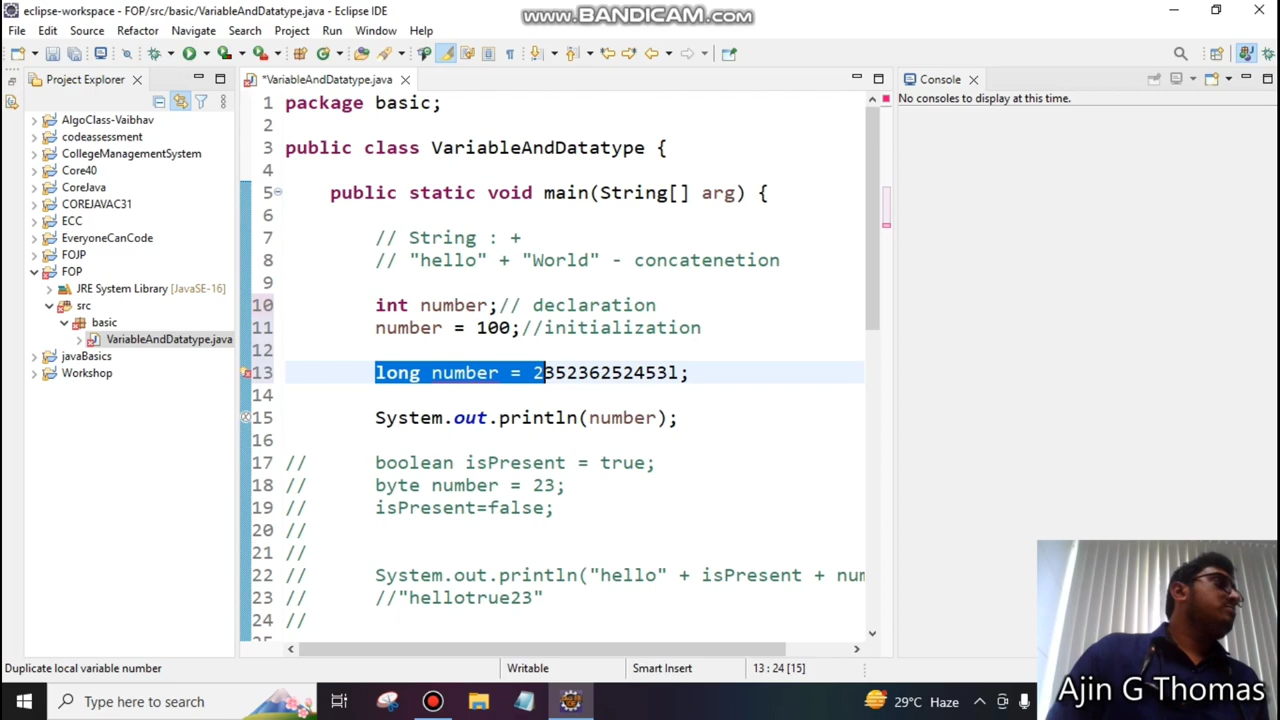 eclipse-workspace - FOP/src/basic/VariableAndDatatype.java - Eclipse IDE
www.BANDICAM.com
File Edit Source Refactor Navigate Search Project Run Window Help
Project Explorer
*VariableAndDatatype.java
Console
No consoles to display at this time.
AlgoClass-Vaibhav
codeassessment
CollegeManagementSystem
Core40
CoreJava
COREJAVAC31
ECC
EveryoneCanCode
FOJP
FOP
JRE System Library [JavaSE-16]
src
basic
VariableAndDatatype.java
javaBasics
Workshop
1 package basic;
2
3 public class VariableAndDatatype {
4
5 public static void main(String[] arg) {
6
7 // String : +
8 // "hello" + "World" - concatenetion
9
10 int number;// declaration
11 number = 100;//initialization
12
13 long number = 235236252453l;
14
15 System.out.println(number);
16
17 // boolean isPresent = true;
18 // byte number = 23;
19 // isPresent=false;
20 //
21 //
22 // System.out.println("hello" + isPresent + num
23 // //"hellotrue23"
24 //
Duplicate local variable number
Writable
Smart Insert
13 : 24 [15]
Type here to search
29°C Haze
Ajin G Thomas